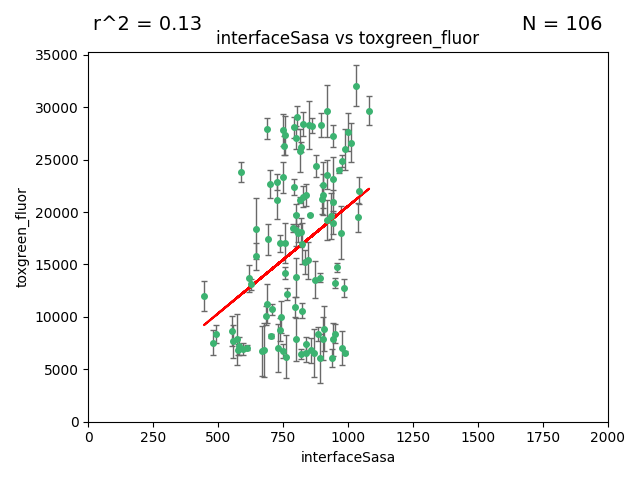 r^2 = 0.13
N = 106
interfaceSasa vs toxgreen_fluor
35000
30000
25000
20000
15000
10000
5000
0
toxgreen_fluor
0 250 500 750 1000 1250 1500 1750 2000
interfaceSasa